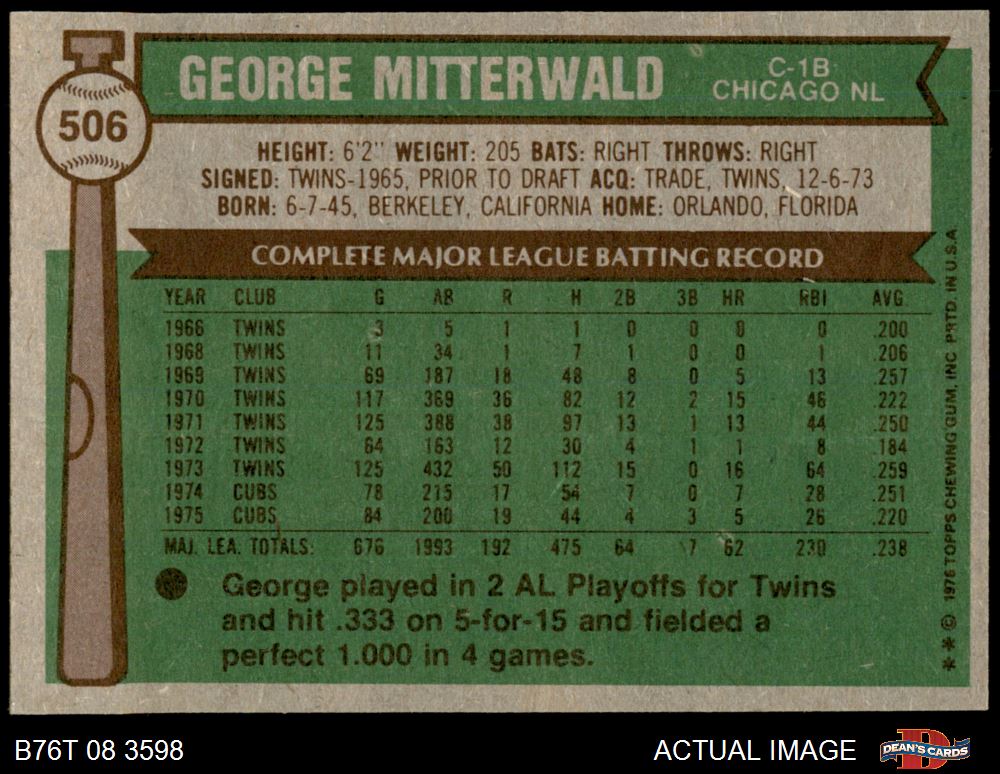 506
GEORGE MITTERWALD
C-1B
CHICAGO NL
HEIGHT: 6'2" WEIGHT: 205 BATS: RIGHT THROWS: RIGHT
SIGNED: TWINS-1965, PRIOR TO DRAFT ACQ: TRADE, TWINS, 12-6-73
BORN: 6-7-45, BERKELEY, CALIFORNIA HOME: ORLANDO, FLORIDA
COMPLETE MAJOR LEAGUE BATTING RECORD
YEAR CLUB G AB R H 2B 3B HR RBI AVG.
1966 TWINS 3 5 1 1 0 0 0 0 .200
1968 TWINS 11 34 1 7 1 0 0 1 .206
1969 TWINS 69 187 18 48 8 0 5 13 .257
1970 TWINS 117 369 36 82 12 2 15 46 .222
1971 TWINS 125 388 38 97 13 1 13 44 .250
1972 TWINS 64 163 12 30 4 1 1 8 .184
1973 TWINS 125 432 50 112 15 0 16 64 .259
1974 CUBS 78 215 17 54 7 0 7 28 .251
1975 CUBS 84 200 19 44 4 3 5 26 .220
MAJ. LEA. TOTALS: 676 1993 192 475 64 7 62 230 .238
George played in 2 AL Playoffs for Twins
and hit .333 on 5-for-15 and fielded a
perfect 1.000 in 4 games.
** © 1976 TOPPS CHEWING GUM, INC. PRTD. IN U.S.A.
B76T 08 3598
ACTUAL IMAGE
DEAN'S CARDS